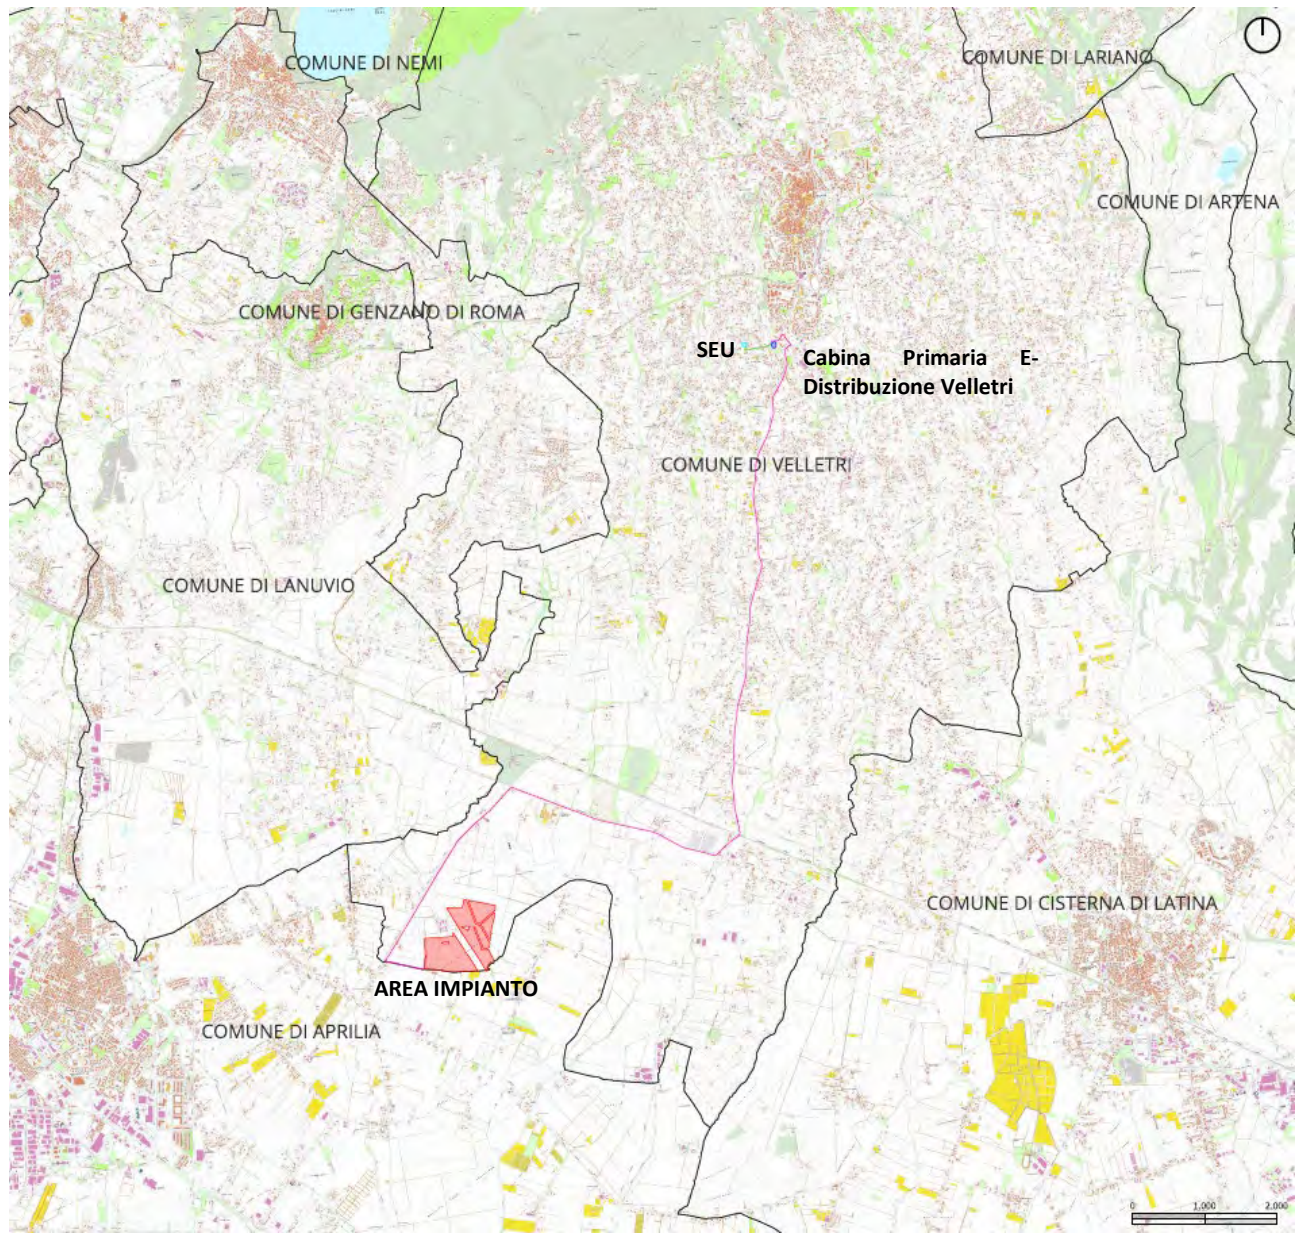 COMUNE DI NEMI
COMUNE DI LARIANO
COMUNE DI ARTENA
COMUNE DI GENZANO DI ROMA
SEU
Cabina Primaria E-
Distribuzione Velletri
COMUNE DI VELLETRI
COMUNE DI LANUVIO
COMUNE DI CISTERNA DI LATINA
AREA IMPIANTO
COMUNE DI APRILIA
0 1,000 2,000